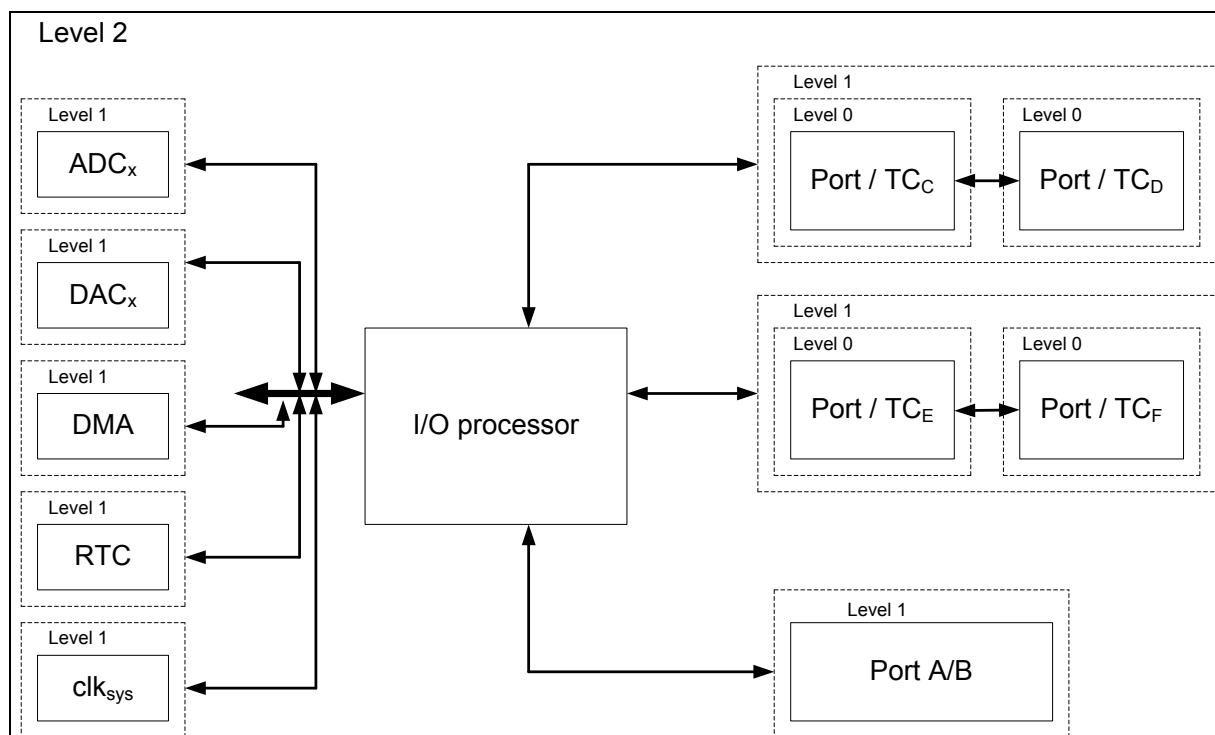 Level 2
Level 1
ADCx
Level 1
DACx
Level 1
DMA
Level 1
RTC
Level 1
clksys
I/O processor
Level 1
Level 0
Port / TCC
Level 0
Port / TCD
Level 1
Level 0
Port / TCE
Level 0
Port / TCF
Level 1
Port A/B